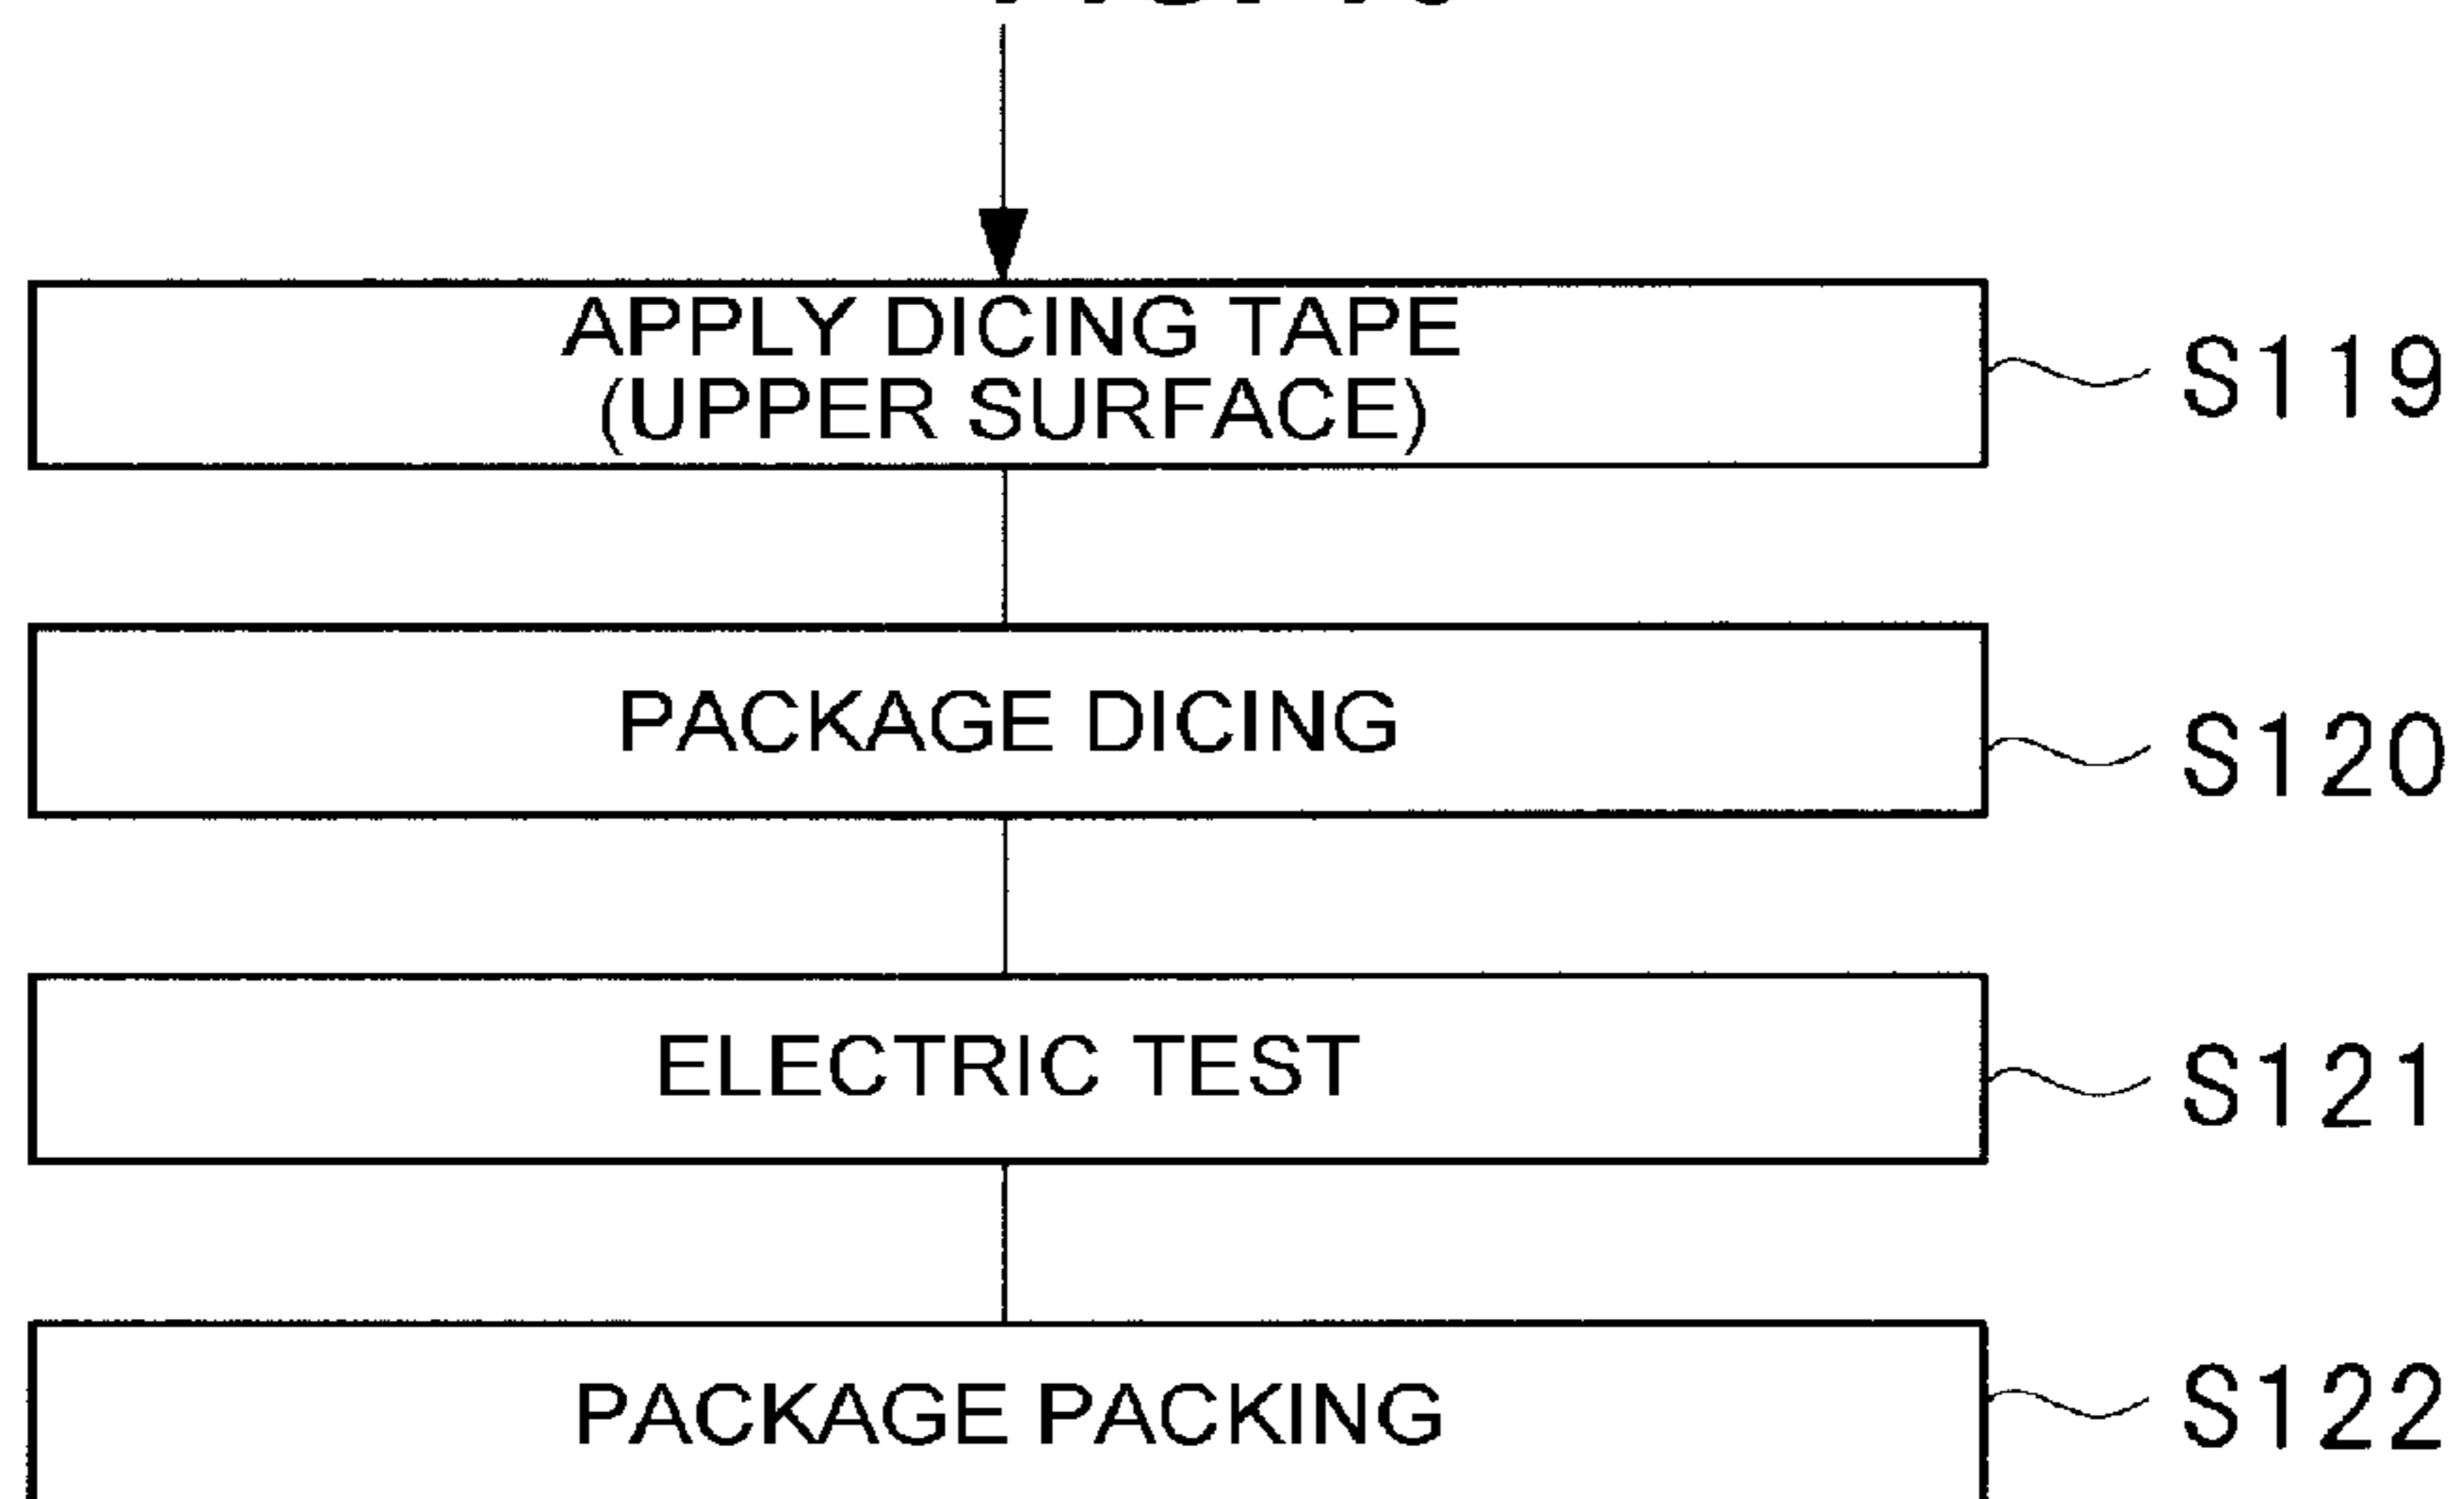 APPLY DICING TAPE
(UPPER SURFACE)
S119
PACKAGE DICING
S120
ELECTRIC TEST
S121
PACKAGE PACKING
S122